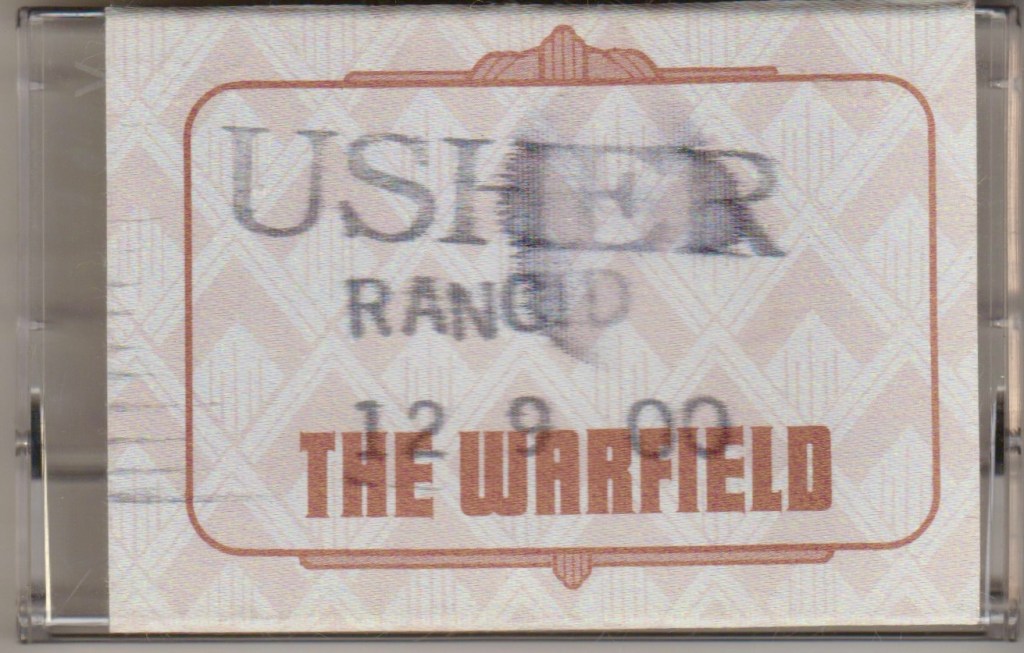 USHER
RANCID
12 9 00
THE WARFIELD